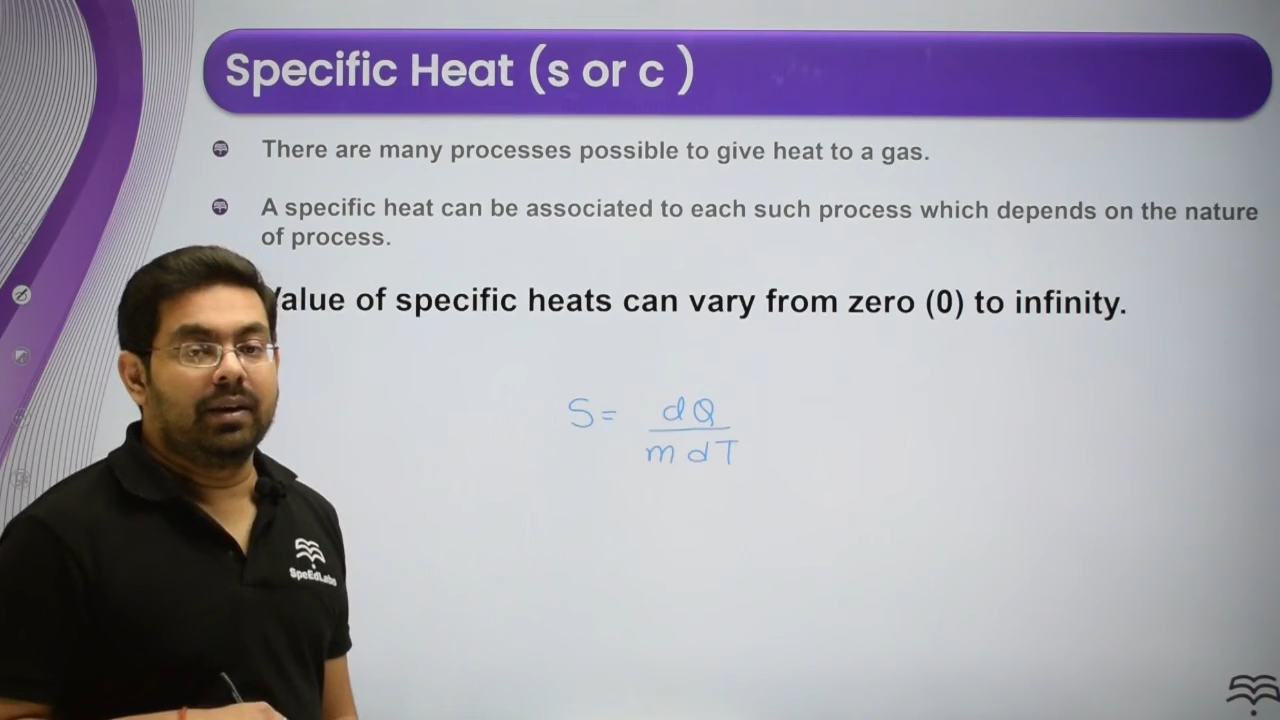 Specific Heat (s or c )
There are many processes possible to give heat to a gas.
A specific heat can be associated to each such process which depends on the nature
of process.
Value of specific heats can vary from zero (0) to infinity.
S= dQ
m dT
SpeEdLabs